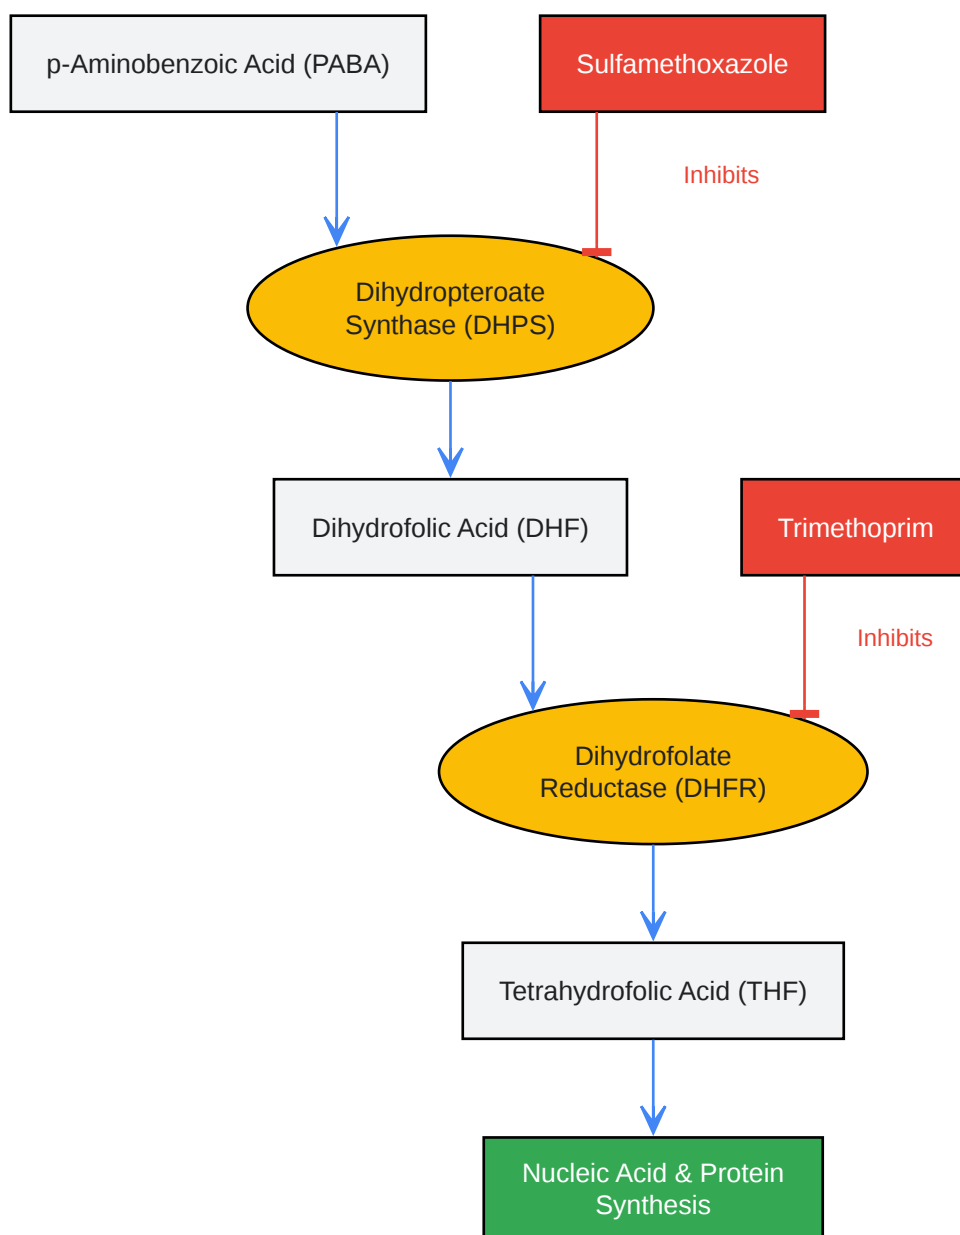 p-Aminobenzoic Acid (PABA)
Sulfamethoxazole
Inhibits
Dihydropteroate
Synthase (DHPS)
Dihydrofolic Acid (DHF)
Trimethoprim
Inhibits
Dihydrofolate
Reductase (DHFR)
Tetrahydrofolic Acid (THF)
Nucleic Acid & Protein
Synthesis